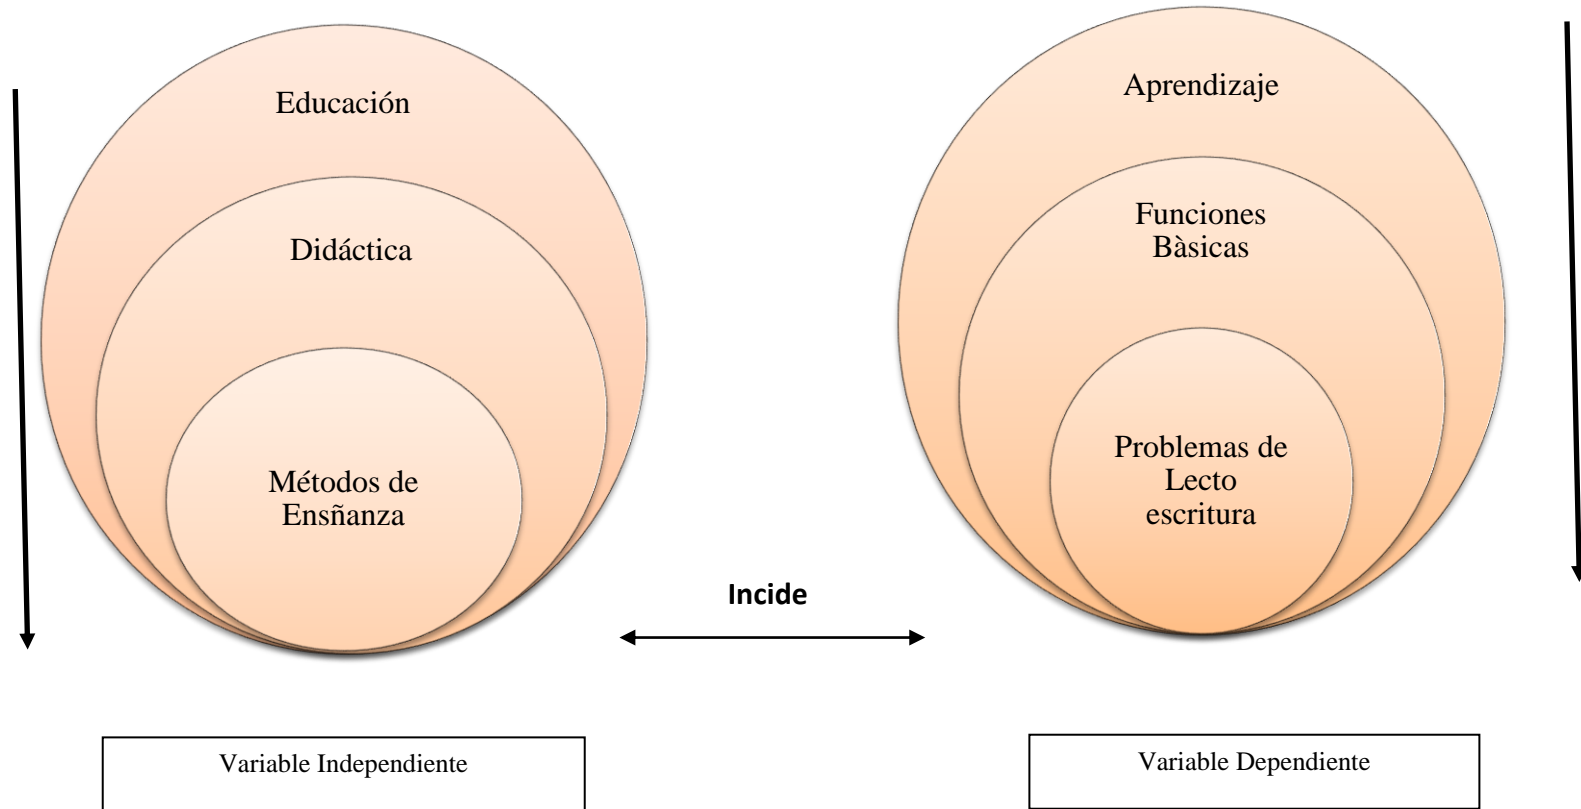 Educación
Didáctica
Métodos de
Ensñanza
Aprendizaje
Funciones
Bàsicas
Problemas de
Lecto
escritura
Incide
Variable Independiente
Variable Dependiente